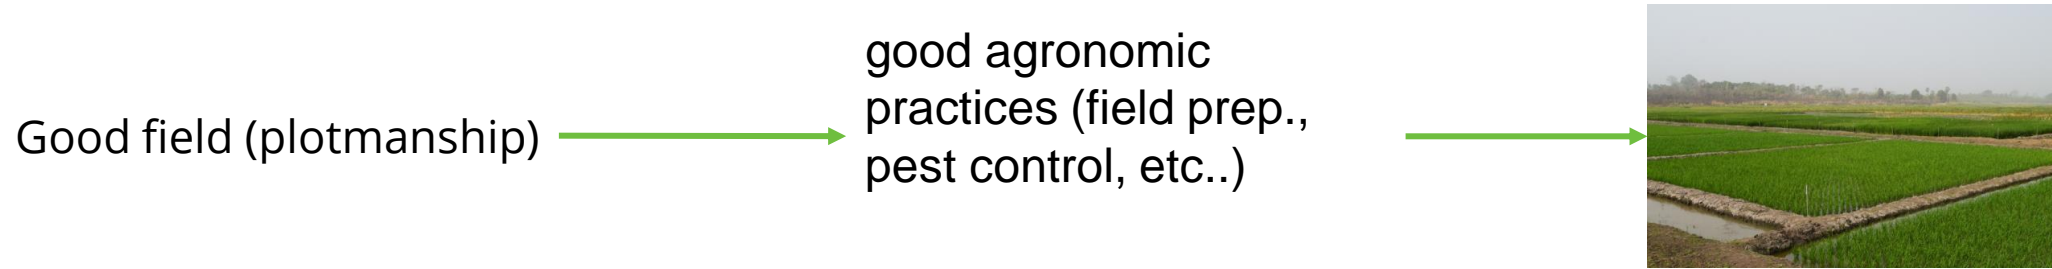 Good field (plotmanship)
good agronomic
practices (field prep.,
pest control, etc..)